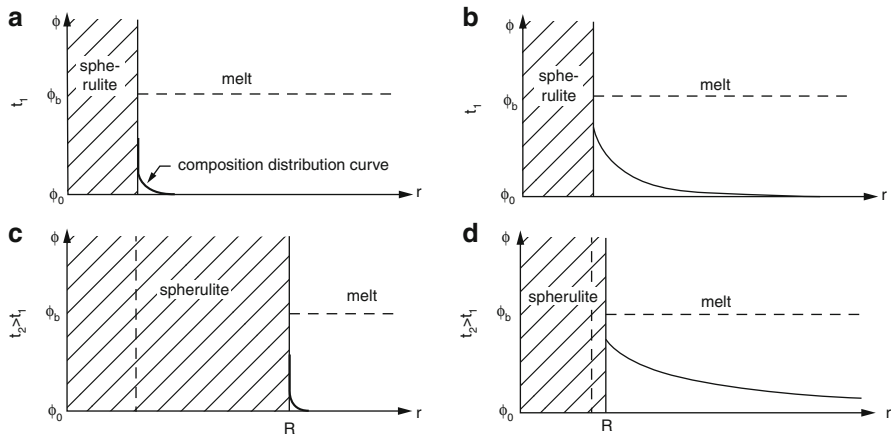 a
ϕ
sphe-
rulite
melt
ϕb
t1
composition distribution curve
ϕ0
r
b
ϕ
sphe-
rulite
melt
ϕb
t1
ϕ0
r
c
ϕ
spherulite
melt
ϕb
t2>t1
ϕ0
R
r
d
ϕ
spherulite
melt
ϕb
t2>t1
ϕ0
R
r